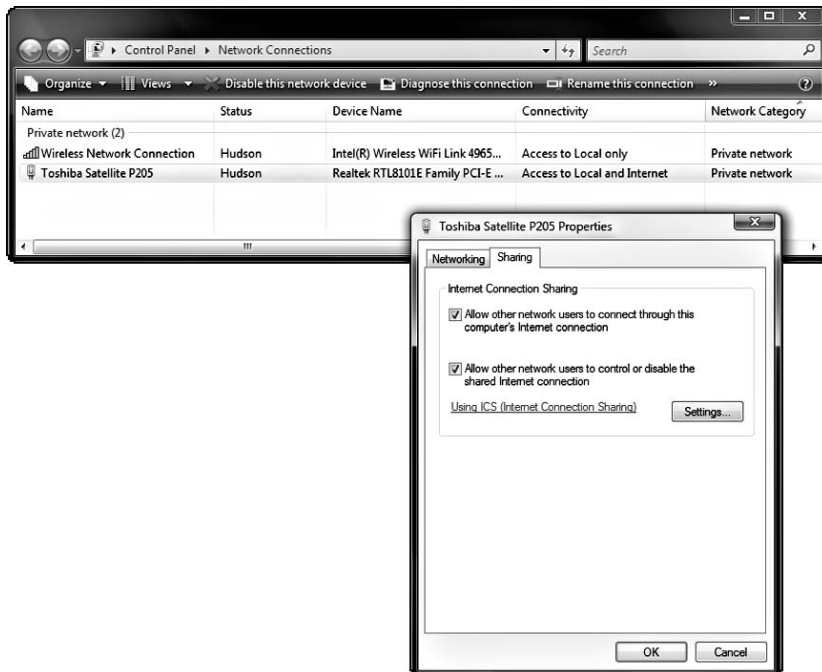 Control Panel Network Connections Search
Organize Views Disable this network device Diagnose this connection Rename this connection »
Name Status Device Name Connectivity Network Category
Private network (2)
Wireless Network Connection Hudson Intel(R) Wireless WiFi Link 4965... Access to Local only Private network
Toshiba Satellite P205 Hudson Realtek RTL8101E Family PCI-E ... Access to Local and Internet Private network
Toshiba Satellite P205 Properties
Networking Sharing
Internet Connection Sharing
Allow other network users to connect through this
computer's Internet connection
Allow other network users to control or disable the
shared Internet connection
Using ICS (Internet Connection Sharing) Settings...
OK Cancel